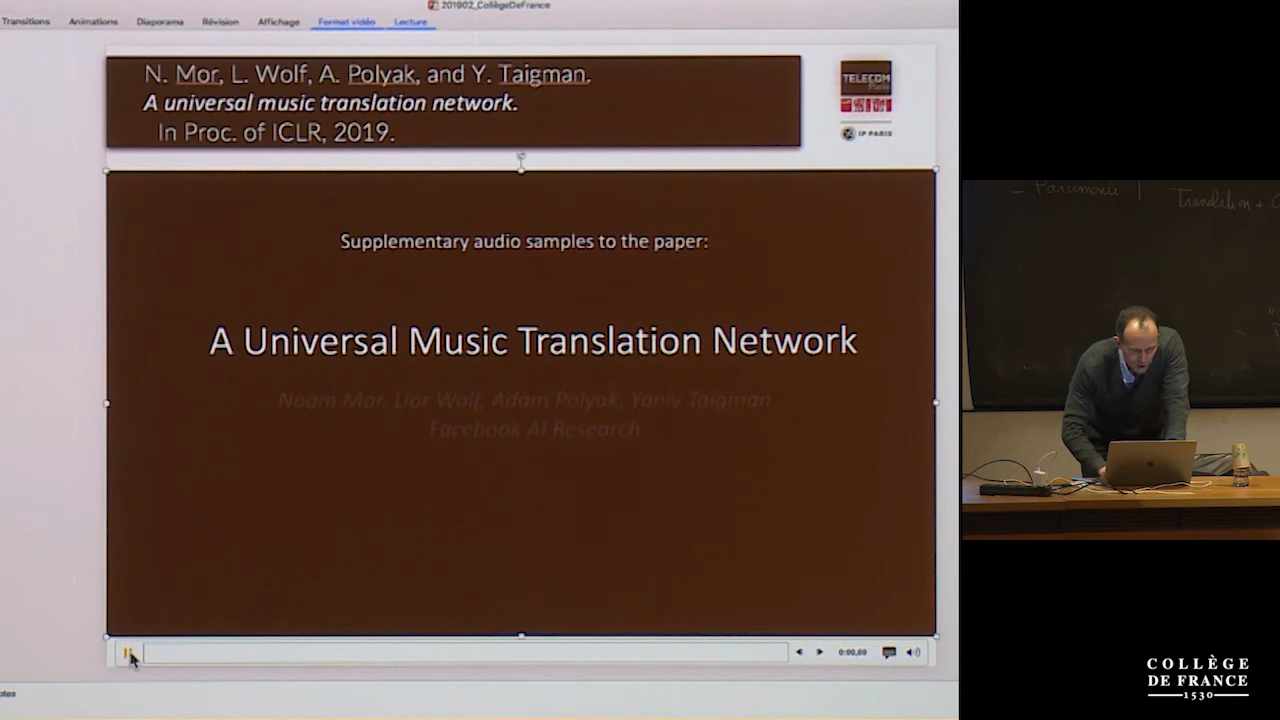 201902_CollègeDeFrance
Transitions Animations Diaporama Révision Affichage Format vidéo Lecture
N. Mor, L. Wolf, A. Polyak, and Y. Taigman.
A universal music translation network.
In Proc. of ICLR, 2019.
TELECOM
Paris
IP PARIS
Supplementary audio samples to the paper:
A Universal Music Translation Network
Noam Mor, Lior Wolf, Adam Polyak, Yaniv Taigman
Facebook AI Research
0:00,00
Translation +
COLLÈGE
DE FRANCE
1530